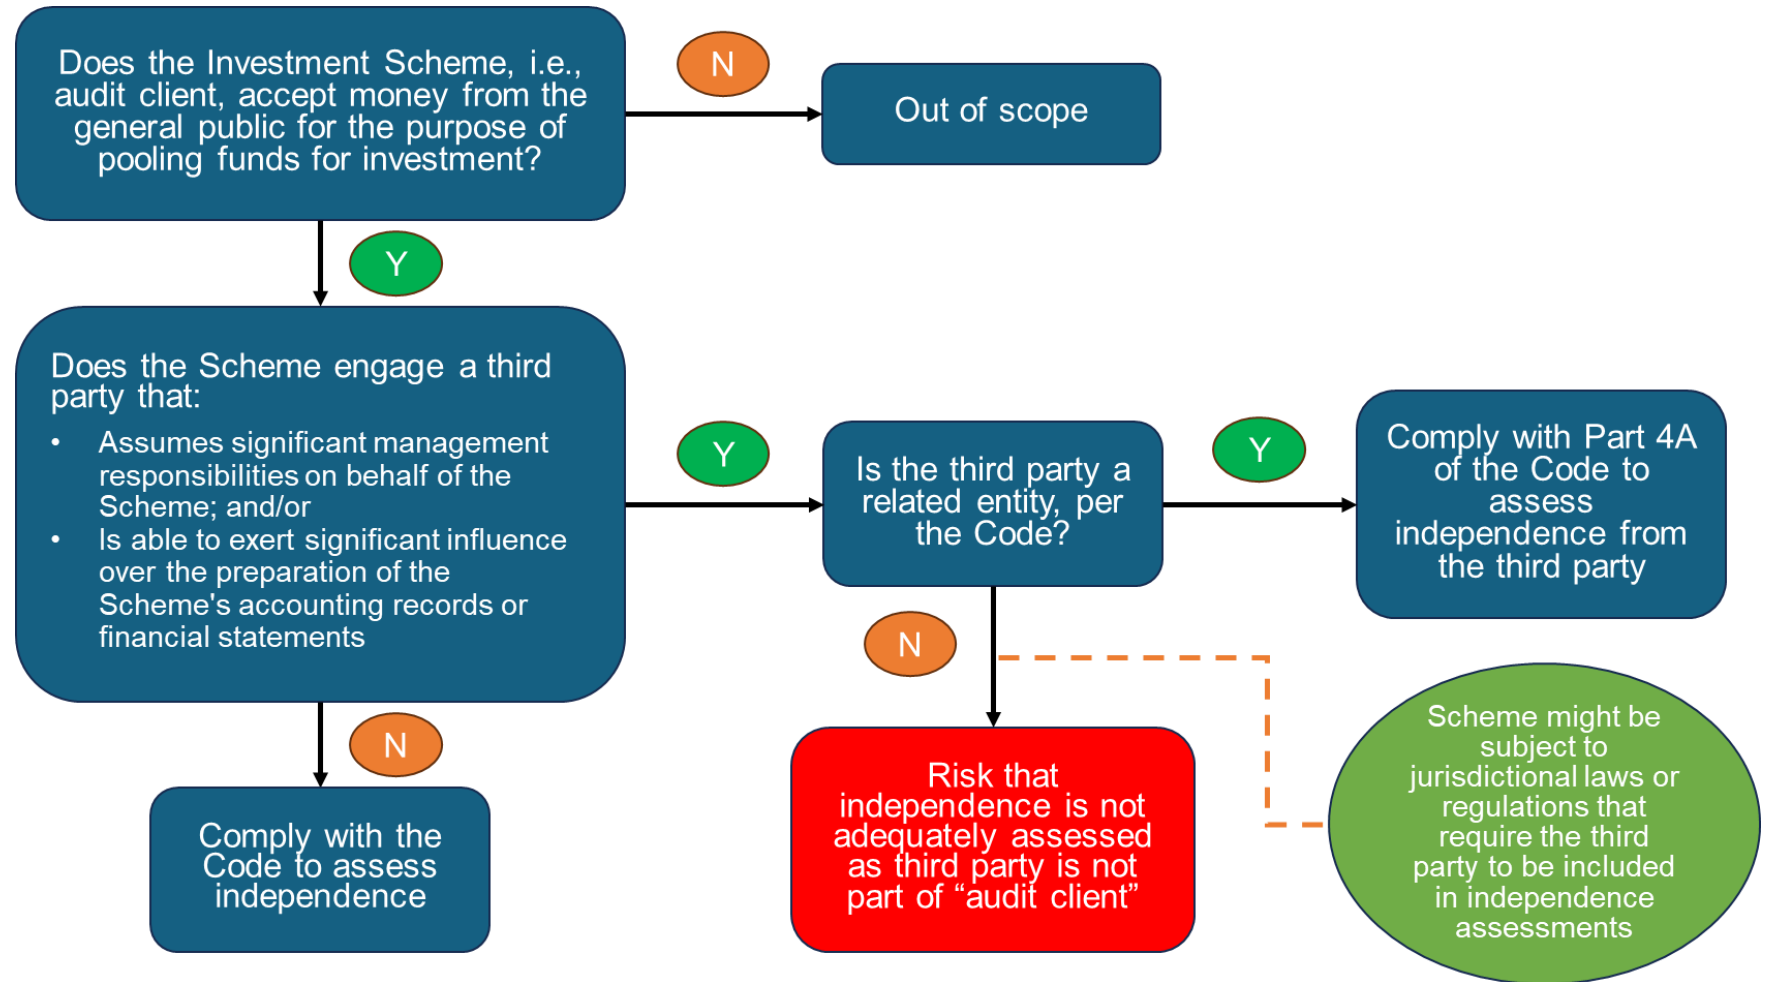 Does the Investment Scheme, i.e.,
audit client, accept money from the
general public for the purpose of
pooling funds for investment?
N
Out of scope
Y
Does the Scheme engage a third
party that:
• Assumes significant management
responsibilities on behalf of the
Scheme; and/or
• Is able to exert significant influence
over the preparation of the
Scheme's accounting records or
financial statements
Y
Is the third party a
related entity, per
the Code?
Y
Comply with Part 4A
of the Code to
assess
independence from
the third party
N
Risk that
independence is not
adequately assessed
as third party is not
part of “audit client”
Scheme might be
subject to
jurisdictional laws or
regulations that
require the third
party to be included
in independence
assessments
N
Comply with the
Code to assess
independence